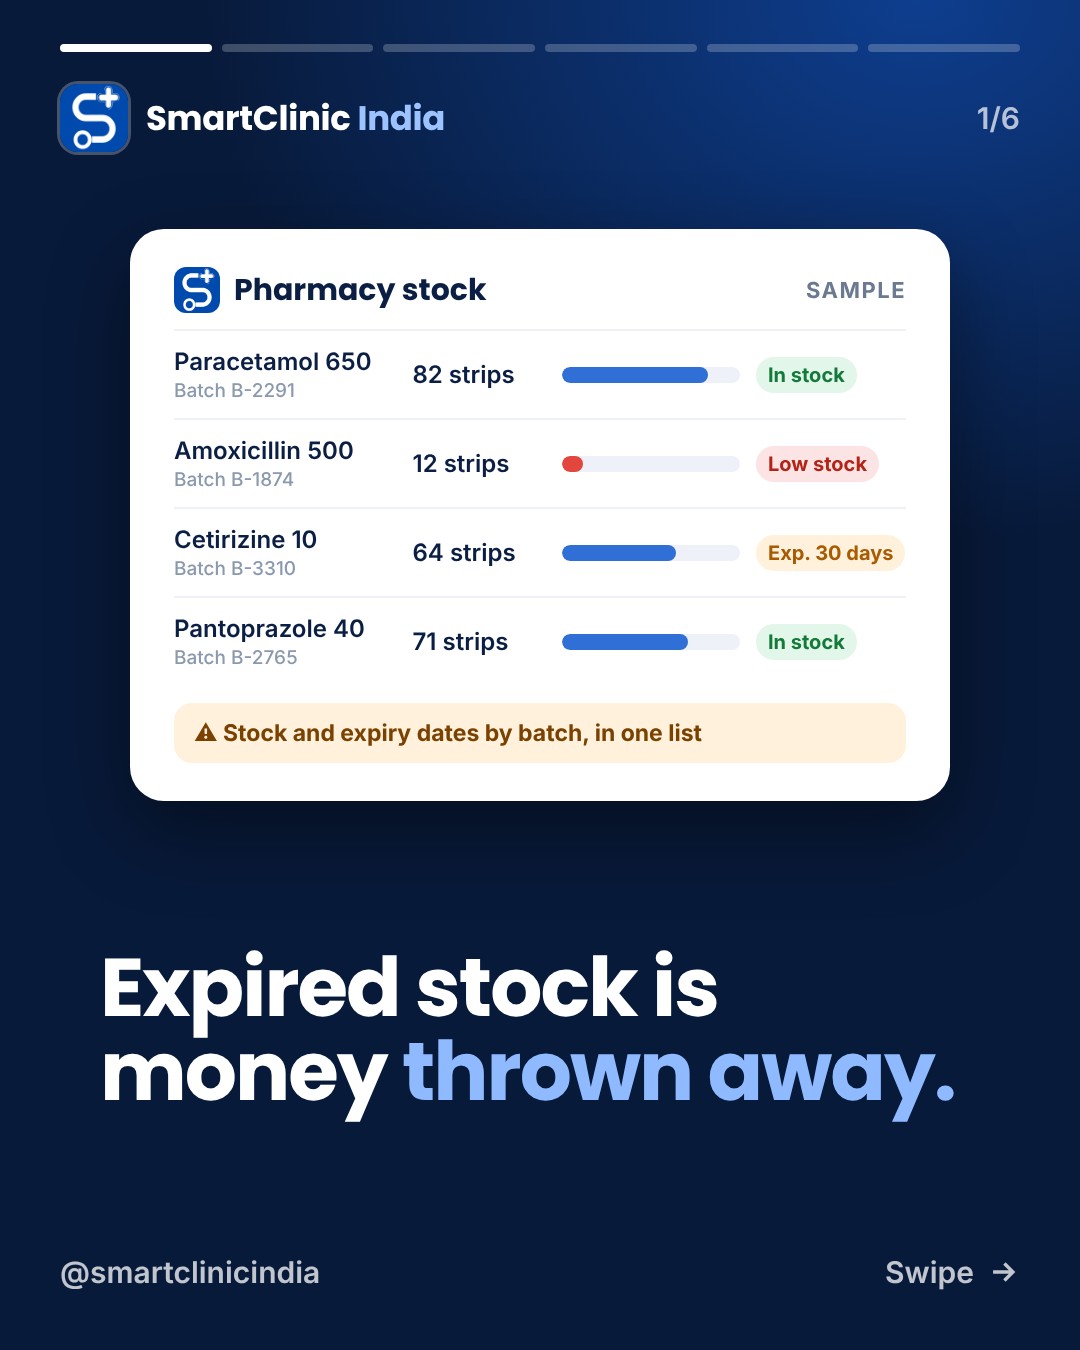 SmartClinic India
1/6
Pharmacy stock
SAMPLE
Paracetamol 650
Batch B-2291
82 strips
In stock
Amoxicillin 500
Batch B-1874
12 strips
Low stock
Cetirizine 10
Batch B-3310
64 strips
Exp. 30 days
Pantoprazole 40
Batch B-2765
71 strips
In stock
⚠ Stock and expiry dates by batch, in one list
Expired stock is
money thrown away.
@smartclinicindia
Swipe →